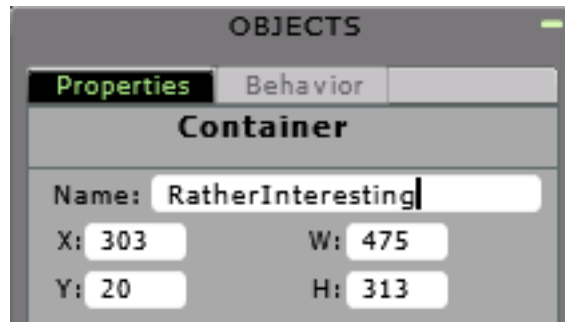 OBJECTS
Properties Behavior
Container
Name: RatherInteresting
X: 303 W: 475
Y: 20 H: 313